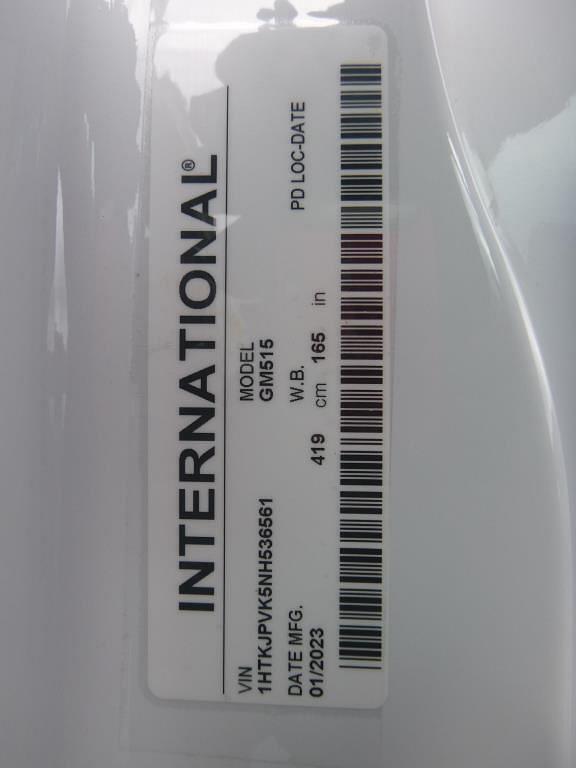 INTERNATIONAL®
VIN MODEL
1HTKJPVK5NH536561 GM515
DATE MFG. W.B. PD LOC-DATE
01/2023 419 cm 165 in